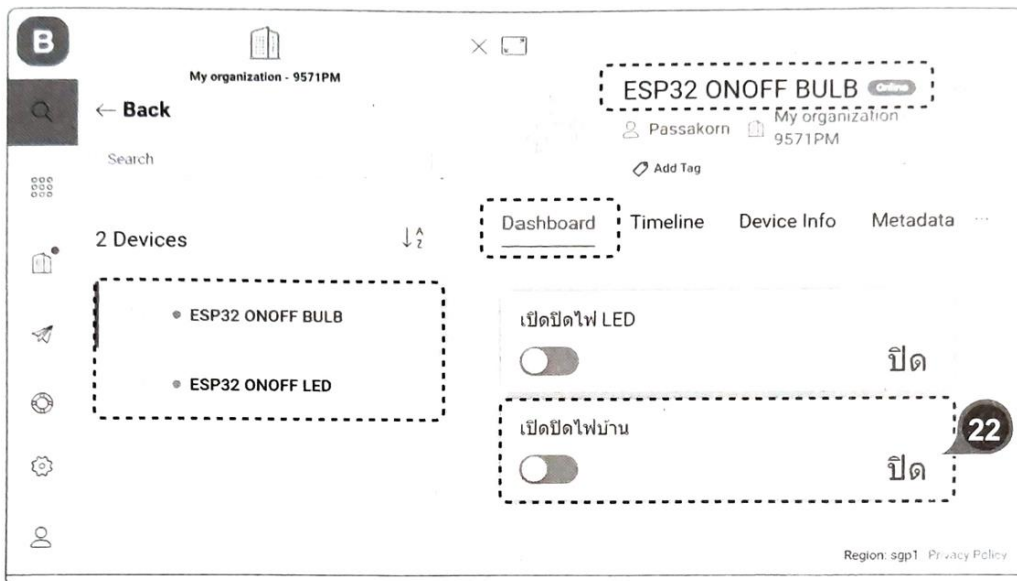 B
My organization - 9571PM
← Back
Search
2 Devices
ESP32 ONOFF BULB
ESP32 ONOFF LED
ESP32 ONOFF BULB Online
Passakorn My organization
9571PM
Add Tag
Dashboard Timeline Device Info Metadata ...
เปิดปิดไฟ LED
ปิด
เปิดปิดไฟบ้าน
ปิด
22
Region: sgp1 Privacy Policy